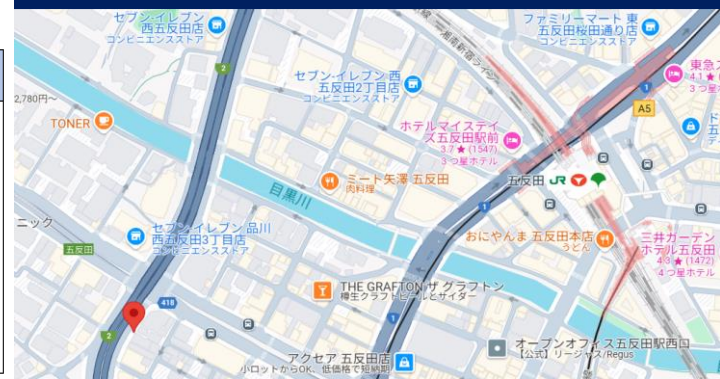 セブン-イレブン
西五反田店
コンビニエンスストア
ファミリーマート 東
五反田桜田通り店
コンビニエンスストア
湘南新宿ライン
東急ス
4.1★
3つ星
2
2,780円~
セブン-イレブン 西
五反田2丁目店
コンビニエンスストア
1
A5
TONER
ホテルマイステイ
ズ五反田駅前
3.7★(1547)
3つ星ホテル
ド
五
デ
ミート矢澤 五反田
肉料理
五反田 JR
目黒川
1
ニック
五反田
セブン-イレブン 品川
西五反田3丁目店
コンビニエンスストア
おにやんま 五反田本店
うどん
三井ガーデン
ホテル五反田
4.3★(1472)
4つ星ホテル
THE GRAFTON ザ グラフトン
樽生クラフトビールとサイダー
418
1
2
アクセア 五反田店
小ロットからOK、低価格で短納期
オープンオフィス五反田駅西口
【公式】リージャス/Regus